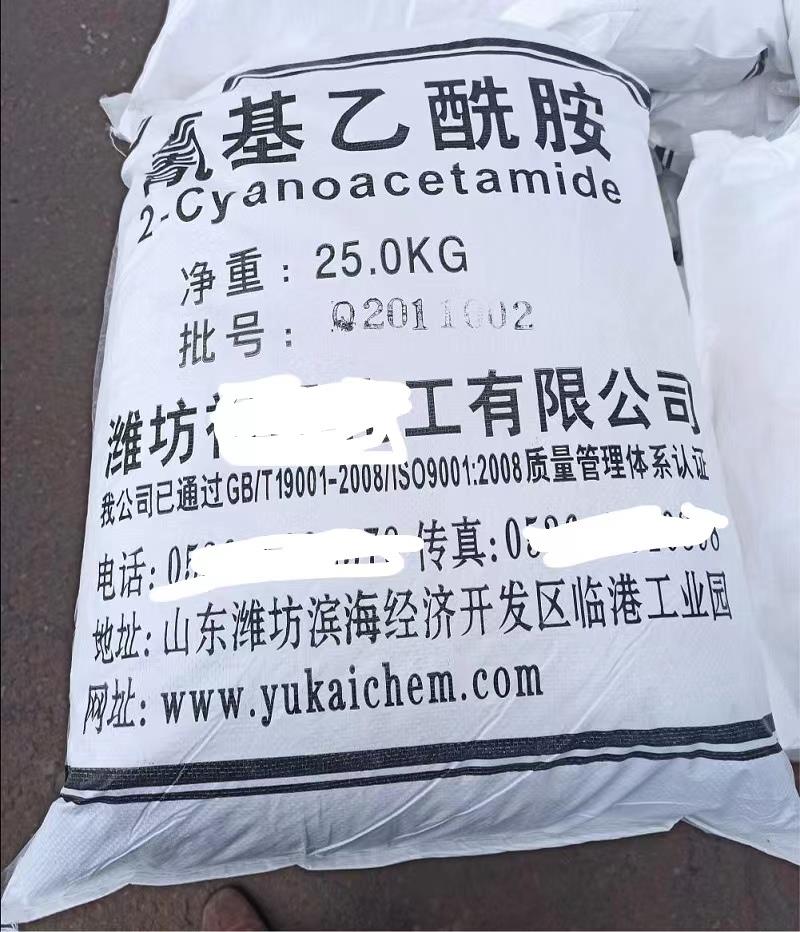 氰基乙酰胺
2-Cyanoacetamide
净重：25.0KG
批号：Q2011002
潍坊 工有限公司
我公司已通过GB/T19001-2008/ISO9001:2008质量管理体系认证
电话: 传真:
地址: 山东潍坊滨海经济开发区临港工业园
网址: www.yukaichem.com